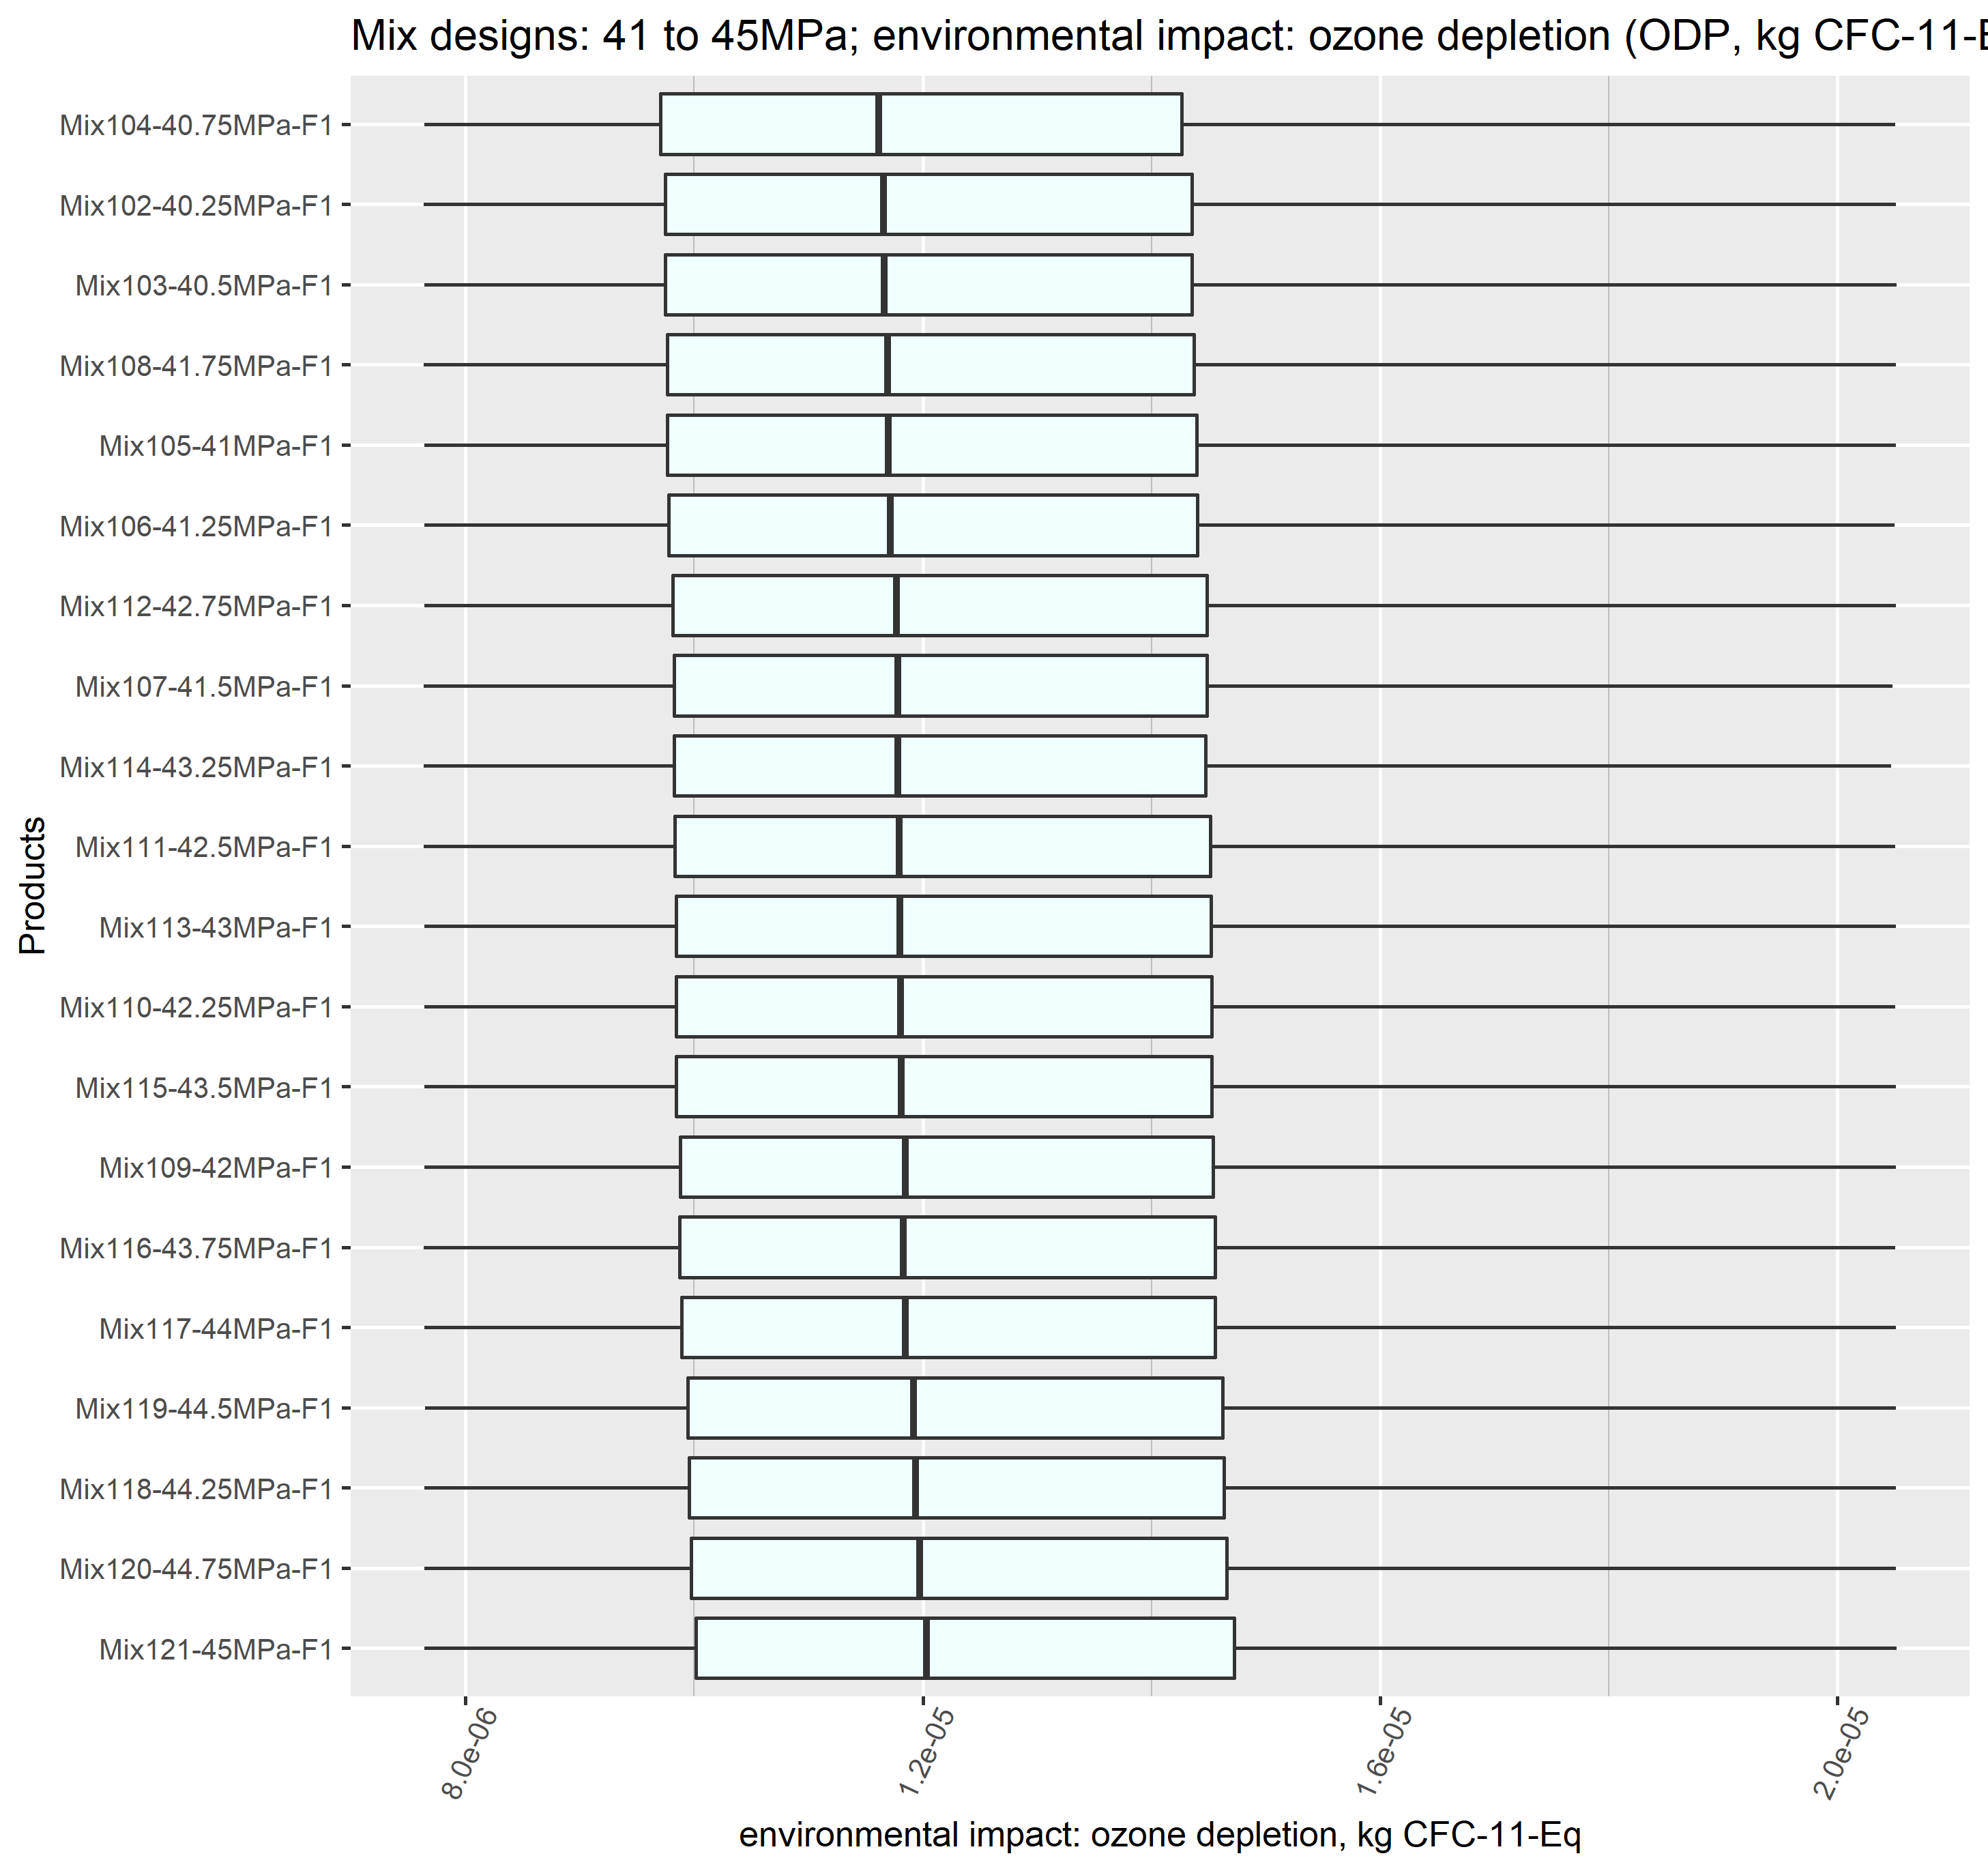 Mix designs: 41 to 45MPa; environmental impact: ozone depletion (ODP, kg CFC-11-E
Mix104-40.75MPa-F1
Mix102-40.25MPa-F1
Mix103-40.5MPa-F1
Mix108-41.75MPa-F1
Mix105-41MPa-F1
Mix106-41.25MPa-F1
Mix112-42.75MPa-F1
Mix107-41.5MPa-F1
Mix114-43.25MPa-F1
Mix111-42.5MPa-F1
Mix113-43MPa-F1
Mix110-42.25MPa-F1
Mix115-43.5MPa-F1
Mix109-42MPa-F1
Mix116-43.75MPa-F1
Mix117-44MPa-F1
Mix119-44.5MPa-F1
Mix118-44.25MPa-F1
Mix120-44.75MPa-F1
Mix121-45MPa-F1
Products
8.0e-06
1.2e-05
1.6e-05
2.0e-05
environmental impact: ozone depletion, kg CFC-11-Eq